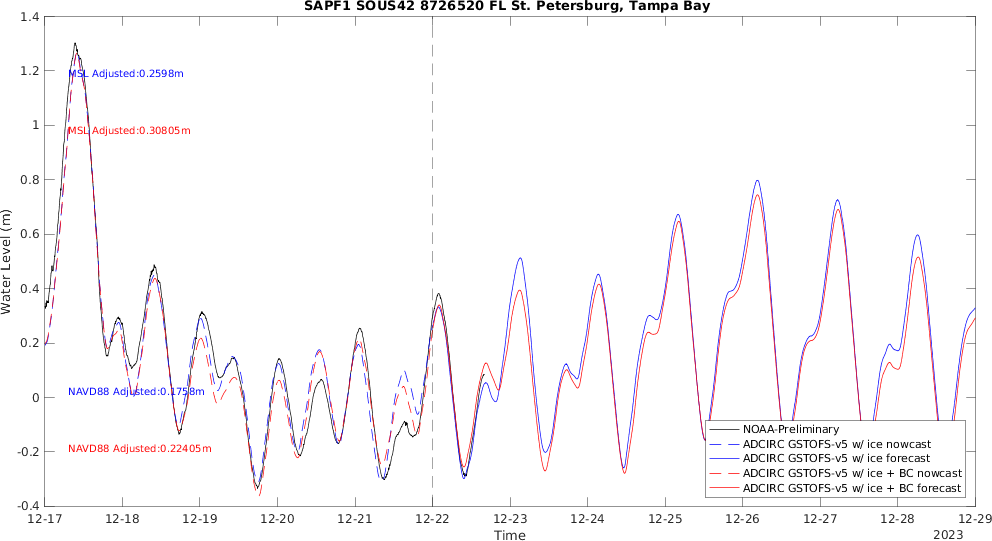 SAPF1 SOUS42 8726520 FL St. Petersburg, Tampa Bay
1.4
1.2
1
0.8
0.6
0.4
0.2
0
-0.2
-0.4
Water Level (m)
MSL Adjusted:0.2598m
MSL Adjusted:0.30805m
NAVD88 Adjusted:0.1758m
NAVD88 Adjusted:0.22405m
NOAA-Preliminary
ADCIRC GSTOFS-v5 w/ ice nowcast
ADCIRC GSTOFS-v5 w/ ice forecast
ADCIRC GSTOFS-v5 w/ ice + BC nowcast
ADCIRC GSTOFS-v5 w/ ice + BC forecast
12-17 12-18 12-19 12-20 12-21 12-22 12-23 12-24 12-25 12-26 12-27 12-28 12-29
Time
2023